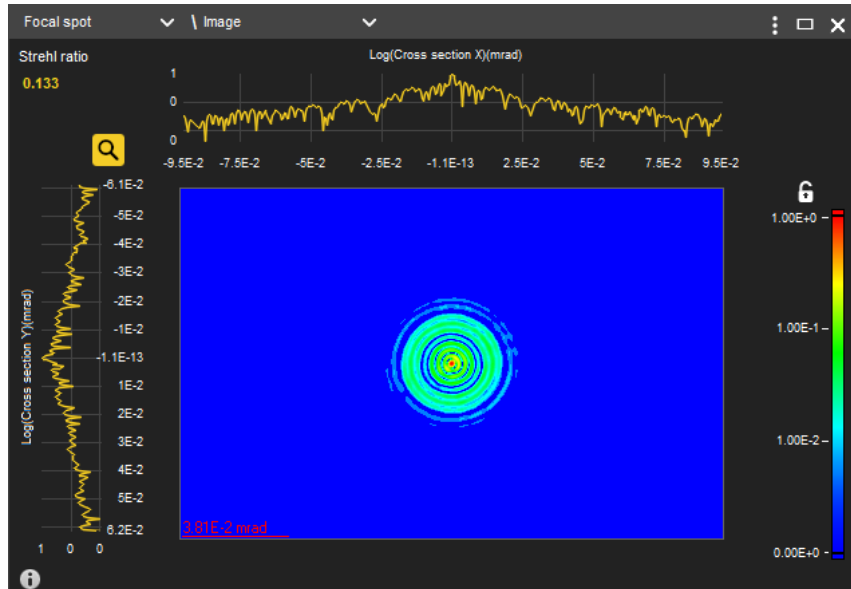 Focal spot \ Image
Strehl ratio
0.133
Log(Cross section X)(mrad)
1
0
0
-9.5E-2 -7.5E-2 -5E-2 -2.5E-2 -1.1E-13 2.5E-2 5E-2 7.5E-2 9.5E-2
Log(Cross section Y)(mrad)
-6.1E-2
-5E-2
-4E-2
-3E-2
-2E-2
-1E-2
-1.1E-13
1E-2
2E-2
3E-2
4E-2
5E-2
6.2E-2
1 0 0
3.81E-2 mrad
1.00E+0
1.00E-1
1.00E-2
0.00E+0